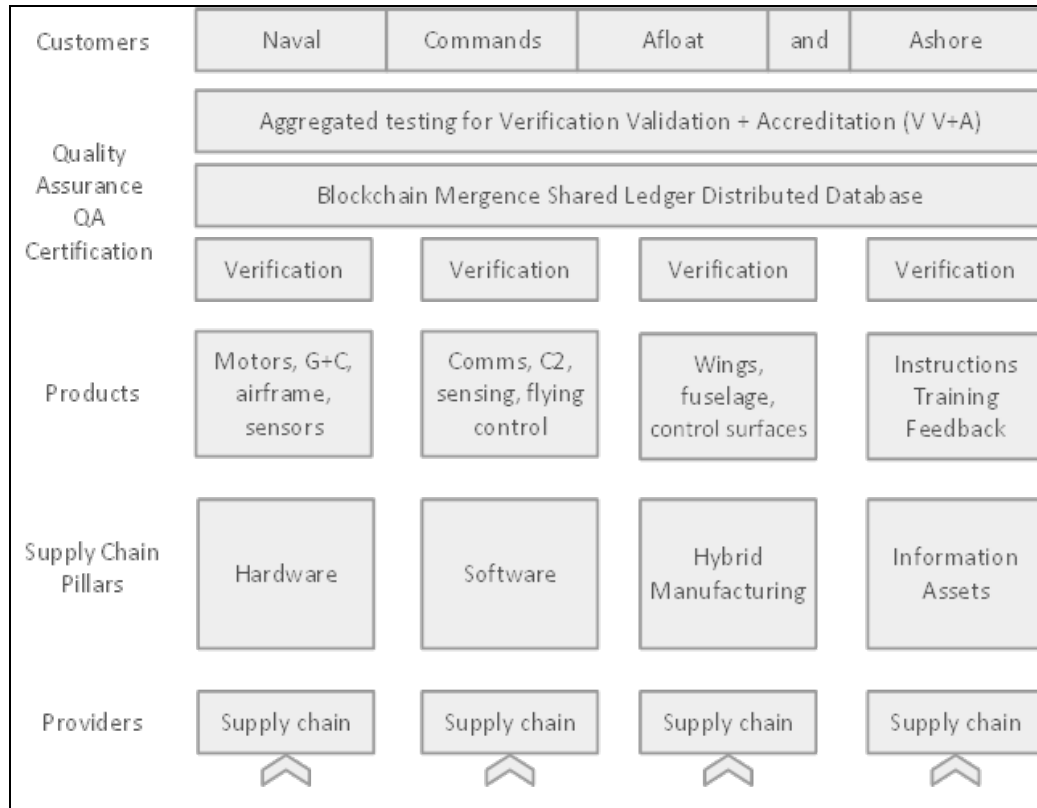 Customers
Naval
Commands
Afloat
and
Ashore
Quality
Assurance
QA
Certification
Aggregated testing for Verification Validation + Accreditation (V V+A)
Blockchain Mergence Shared Ledger Distributed Database
Verification
Verification
Verification
Verification
Products
Motors, G+C,
airframe,
sensors
Comms, C2,
sensing, flying
control
Wings,
fuselage,
control surfaces
Instructions
Training
Feedback
Supply Chain
Pillars
Hardware
Software
Hybrid
Manufacturing
Information
Assets
Providers
Supply chain
Supply chain
Supply chain
Supply chain